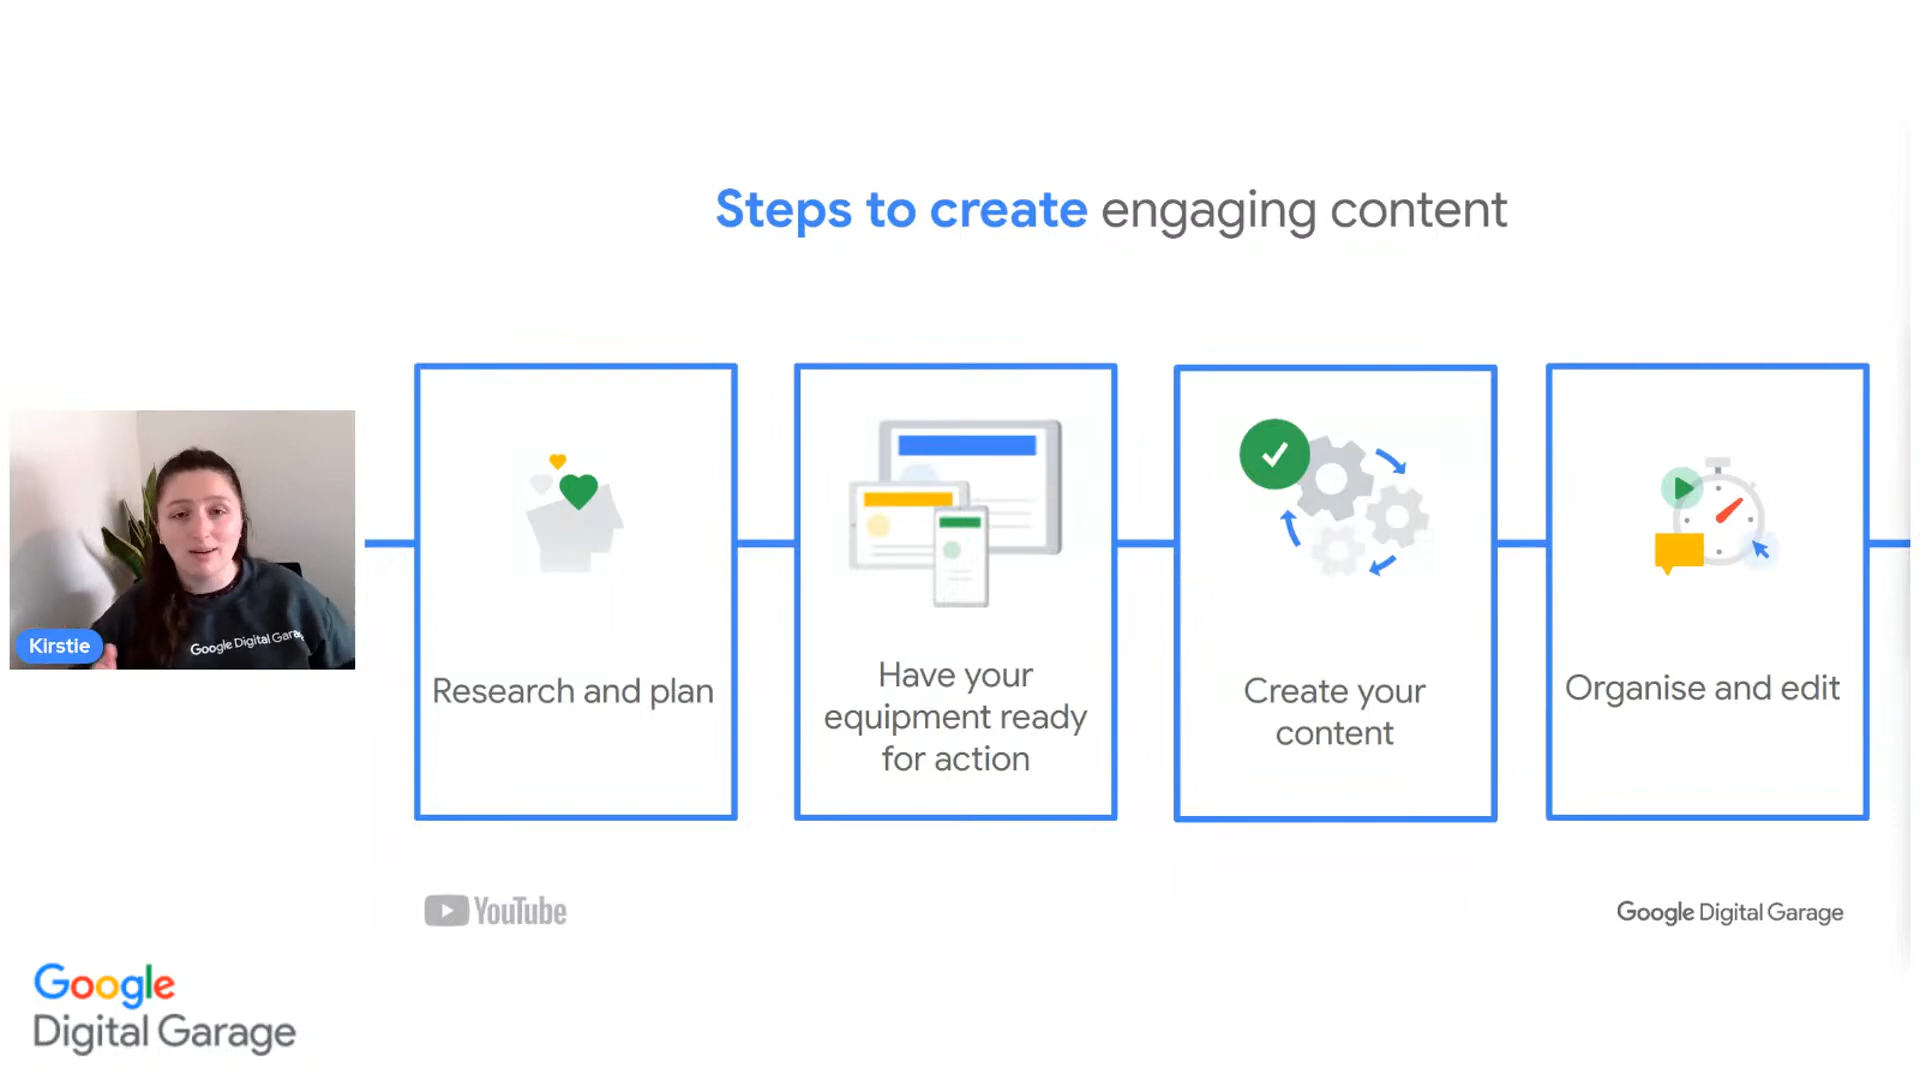 Steps to create engaging content
Kirstie
Google Digital Gara
Research and plan
Have your
equipment ready
for action
Create your
content
Organise and edit
YouTube
Google Digital Garage
Google
Digital Garage